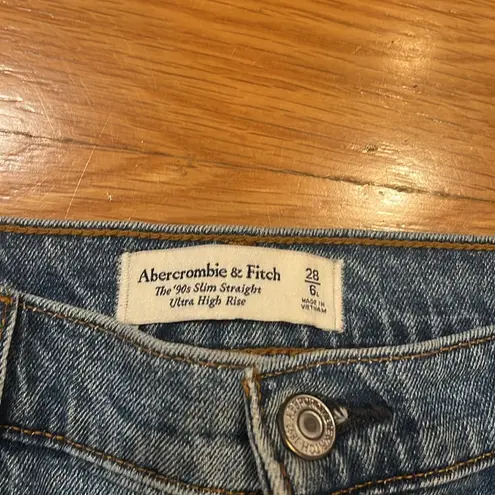 Abercrombie & Fitch
The '90s Slim Straight
Ultra High Rise
28
6L
MADE IN
VIETNAM